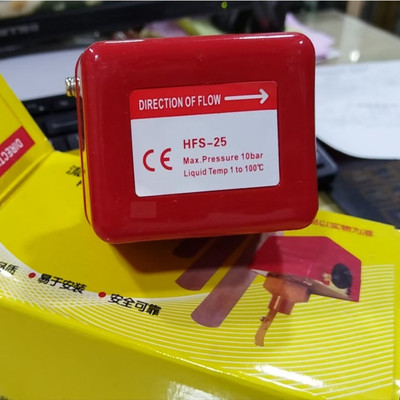 DIRECTION OF FLOW
HFS-25
CE
Max.Pressure 10bar
Liquid Temp 1 to 100℃
DIRECTI
易于安装
安全可靠